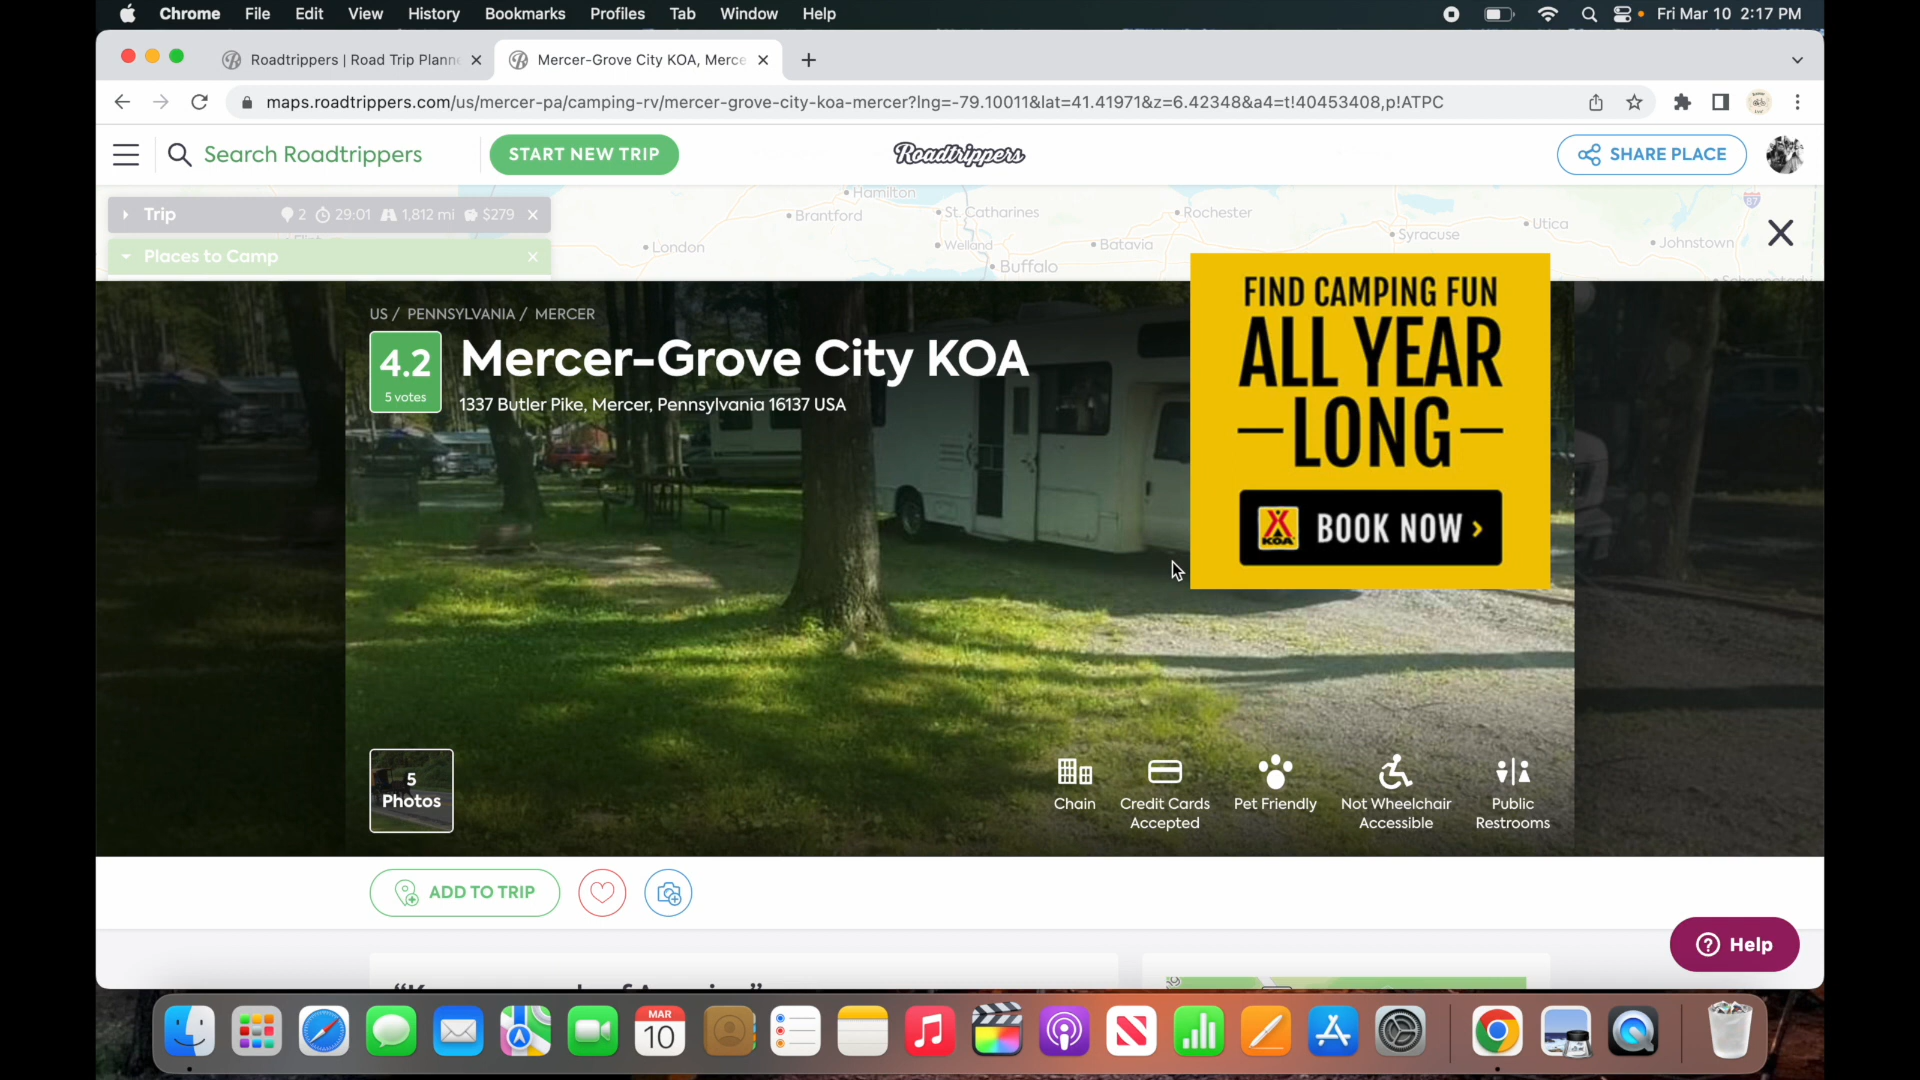 Chrome File Edit View History Bookmarks Profiles Tab Window Help Fri Mar 10 2:17 PM
Roadtrippers | Road Trip Plann
Mercer-Grove City KOA, Merce
maps.roadtrippers.com/us/mercer-pa/camping-rv/mercer-grove-city-koa-mercer?lng=-79.10011&lat=41.41971&z=6.42348&a4=t!40453408,p!ATPC
Search Roadtrippers
START NEW TRIP
Roadtrippers
SHARE PLACE
Hamilton
Brantford
St. Catharines
Rochester
Utica
Syracuse
London
Welland
Batavia
Johnstown
Buffalo
87
Trip 2 29:01 1,812 mi $279
Places to Camp
US / PENNSYLVANIA / MERCER
4.2
5 votes
Mercer-Grove City KOA
1337 Butler Pike, Mercer, Pennsylvania 16137 USA
FIND CAMPING FUN
ALL YEAR
LONG
KOA BOOK NOW
5
Photos
Chain
Credit Cards
Accepted
Pet Friendly
Not Wheelchair
Accessible
Public
Restrooms
ADD TO TRIP
Help
MAR
10